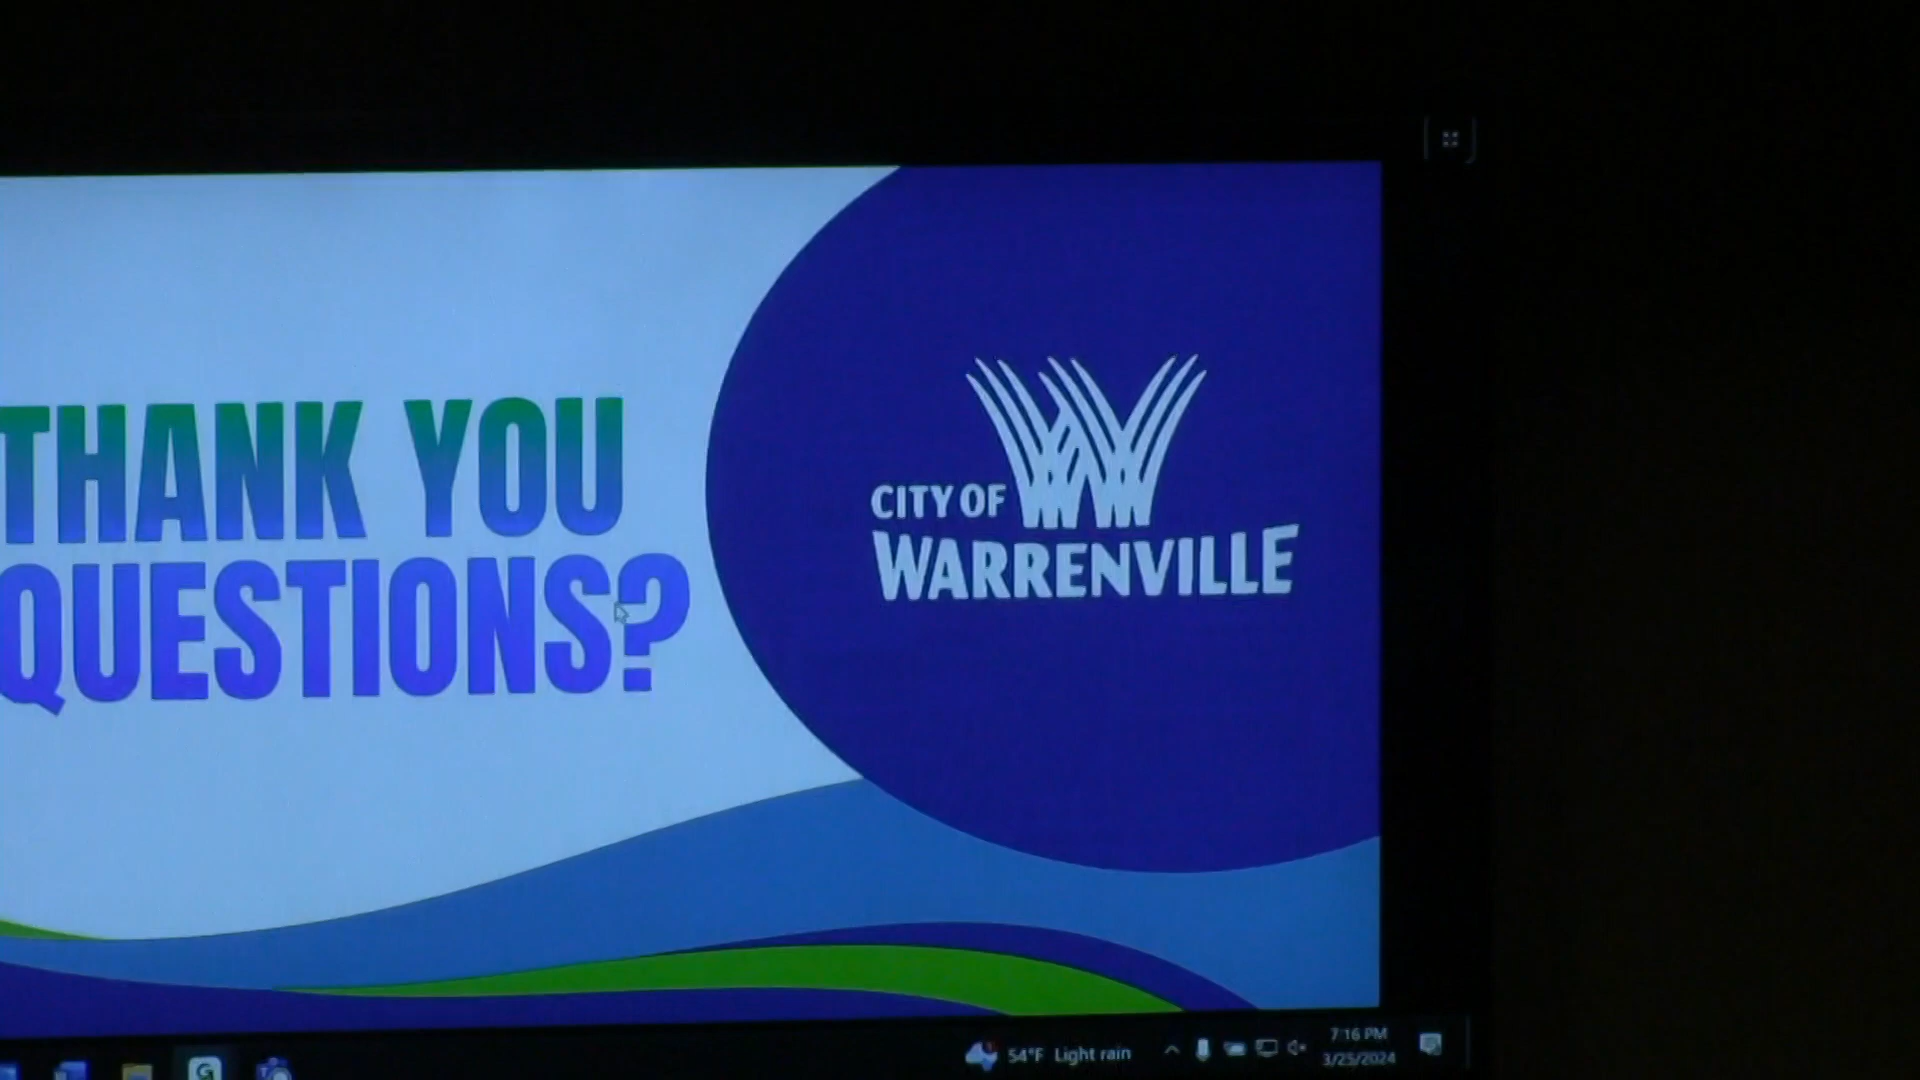 THANK YOU
QUESTIONS?
CITY OF
WARRENVILLE
54°F Light rain
7:16 PM
3/25/2024